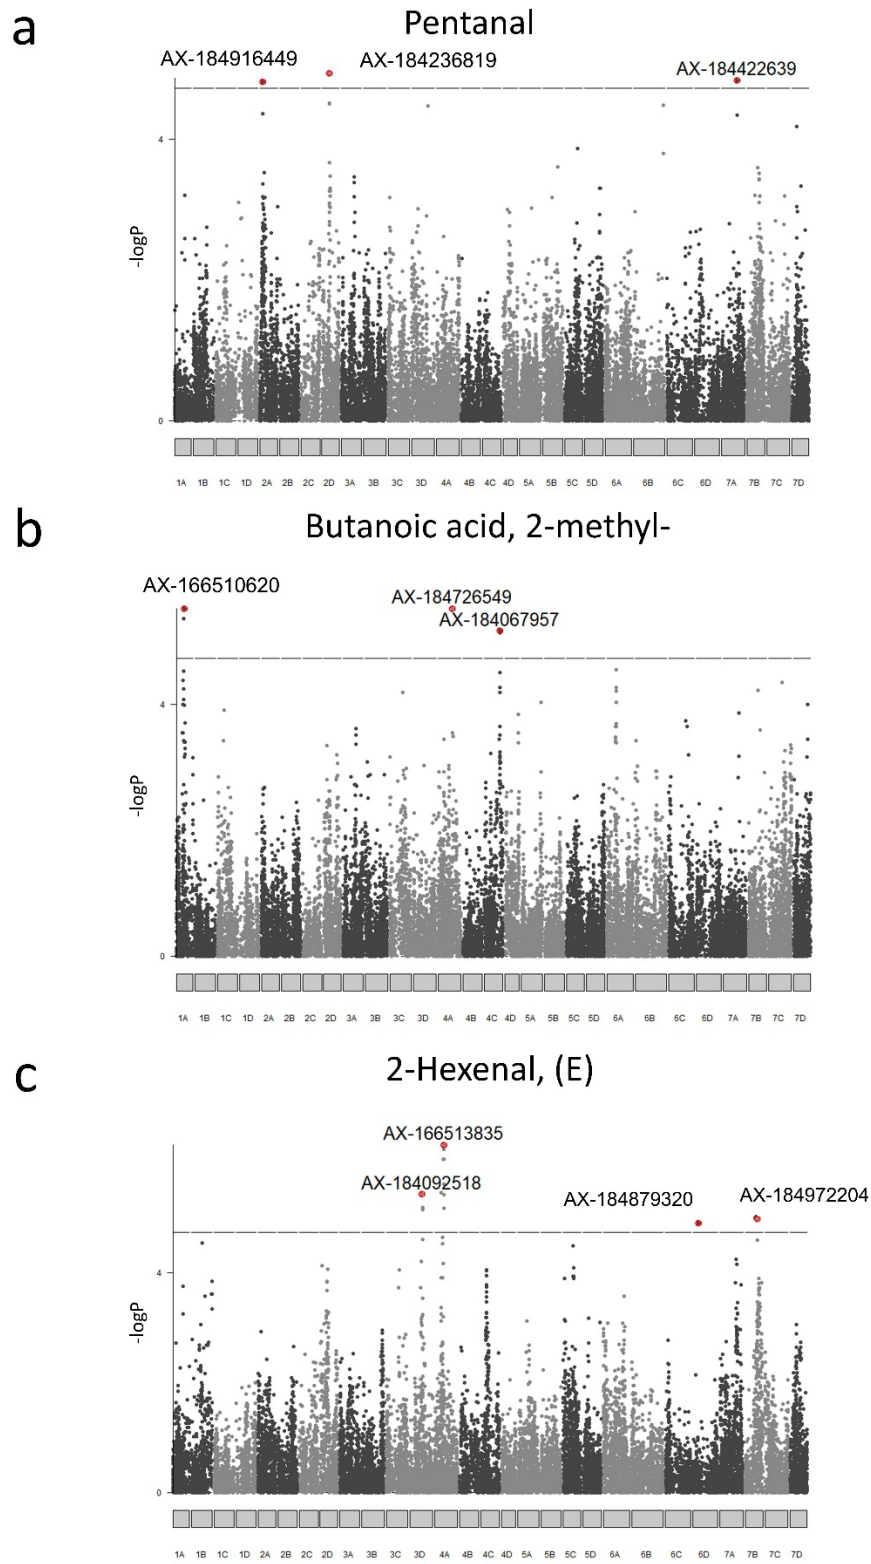 a
Pentanal
AX-184916449 AX-184236819 AX-184422639
4
-logP
0
1A 1B 1C 1D 2A 2B 2C 2D 3A 3B 3C 3D 4A 4B 4C 4D 5A 5B 5C 5D 6A 6B 6C 6D 7A 7B 7C 7D
b
Butanoic acid, 2-methyl-
AX-166510620
AX-184726549
AX-184067957
4
-logP
0
1A 1B 1C 1D 2A 2B 2C 2D 3A 3B 3C 3D 4A 4B 4C 4D 5A 5B 5C 5D 6A 6B 6C 6D 7A 7B 7C 7D
c
2-Hexenal, (E)
AX-166513835
AX-184092518
AX-184879320 AX-184972204
4
-logP
0
1A 1B 1C 1D 2A 2B 2C 2D 3A 3B 3C 3D 4A 4B 4C 4D 5A 5B 5C 5D 6A 6B 6C 6D 7A 7B 7C 7D